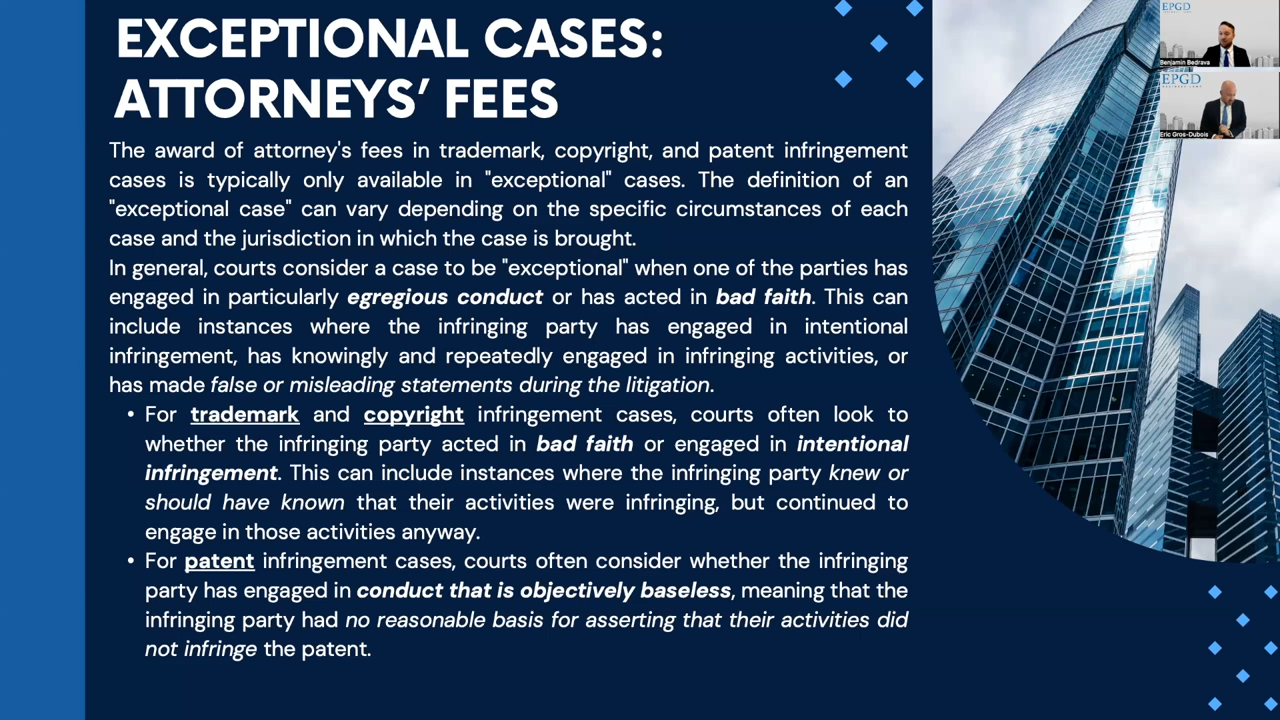 EXCEPTIONAL CASES:
ATTORNEYS' FEES
The award of attorney's fees in trademark, copyright, and patent infringement
cases is typically only available in "exceptional" cases. The definition of an
"exceptional case" can vary depending on the specific circumstances of each
case and the jurisdiction in which the case is brought.
In general, courts consider a case to be "exceptional" when one of the parties has
engaged in particularly egregious conduct or has acted in bad faith. This can
include instances where the infringing party has engaged in intentional
infringement, has knowingly and repeatedly engaged in infringing activities, or
has made false or misleading statements during the litigation.
• For trademark and copyright infringement cases, courts often look to
whether the infringing party acted in bad faith or engaged in intentional
infringement. This can include instances where the infringing party knew or
should have known that their activities were infringing, but continued to
engage in those activities anyway.
• For patent infringement cases, courts often consider whether the infringing
party has engaged in conduct that is objectively baseless, meaning that the
infringing party had no reasonable basis for asserting that their activities did
not infringe the patent.
EPGD
Benjamin Bedrava
EPGD
BUSINESS LAW
Eric Gros-Dubois